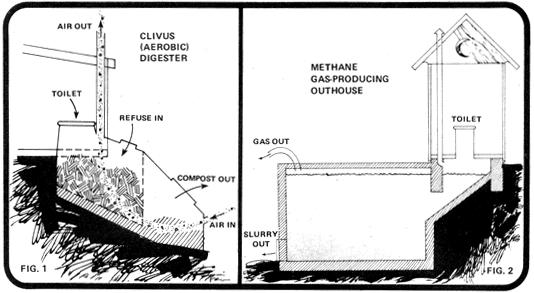 AIR OUT
CLIVUS
(AEROBIC)
DIGESTER
TOILET
REFUSE IN
COMPOST OUT
AIR IN
FIG. 1
METHANE
GAS-PRODUCING
OUTHOUSE
TOILET
GAS OUT
SLURRY
OUT
FIG. 2